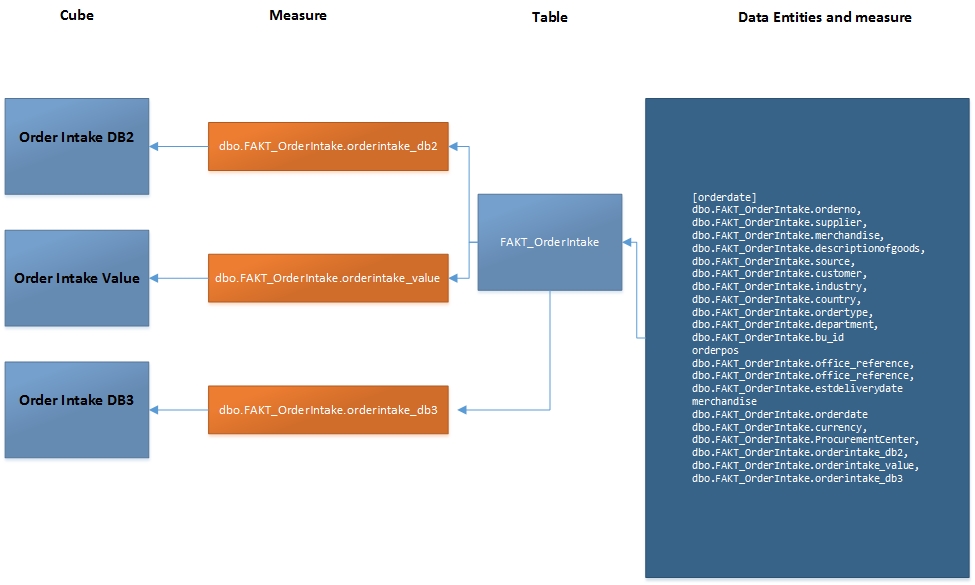 Cube
Measure
Table
Data Entities and measure
Order Intake DB2
dbo.FAKT_OrderIntake.orderintake_db2
Order Intake Value
dbo.FAKT_OrderIntake.orderintake_value
Order Intake DB3
dbo.FAKT_OrderIntake.orderintake_db3
FAKT_OrderIntake
[orderdate]
dbo.FAKT_OrderIntake.orderno,
dbo.FAKT_OrderIntake.supplier,
dbo.FAKT_OrderIntake.merchandise,
dbo.FAKT_OrderIntake.descriptionofgoods,
dbo.FAKT_OrderIntake.source,
dbo.FAKT_OrderIntake.customer,
dbo.FAKT_OrderIntake.industry,
dbo.FAKT_OrderIntake.country,
dbo.FAKT_OrderIntake.ordertype,
dbo.FAKT_OrderIntake.department,
dbo.FAKT_OrderIntake.bu_id
orderpos
dbo.FAKT_OrderIntake.office_reference,
dbo.FAKT_OrderIntake.office_reference,
dbo.FAKT_OrderIntake.estdeliverydate
merchandise
dbo.FAKT_OrderIntake.orderdate
dbo.FAKT_OrderIntake.currency,
dbo.FAKT_OrderIntake.ProcurementCenter,
dbo.FAKT_OrderIntake.orderintake_db2,
dbo.FAKT_OrderIntake.orderintake_value,
dbo.FAKT_OrderIntake.orderintake_db3